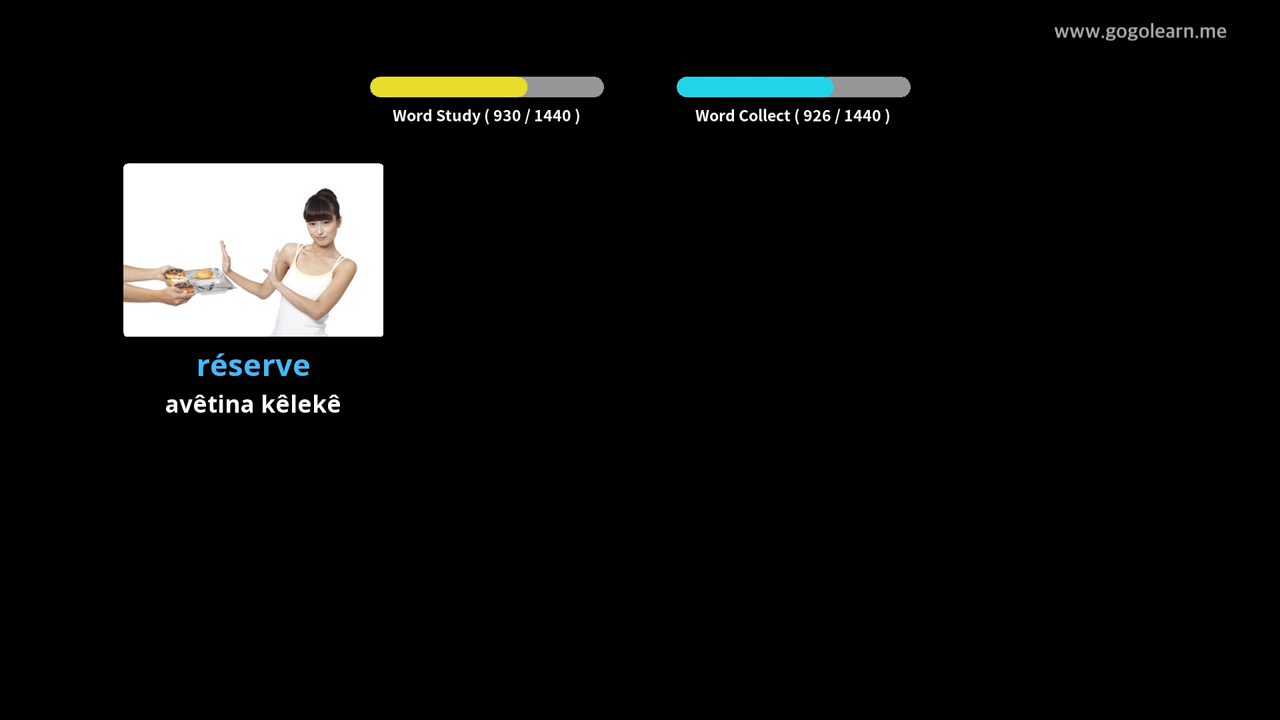 www.gogolearn.me
Word Study ( 930 / 1440 )
Word Collect ( 926 / 1440 )
réserve
avêtina kêlekê